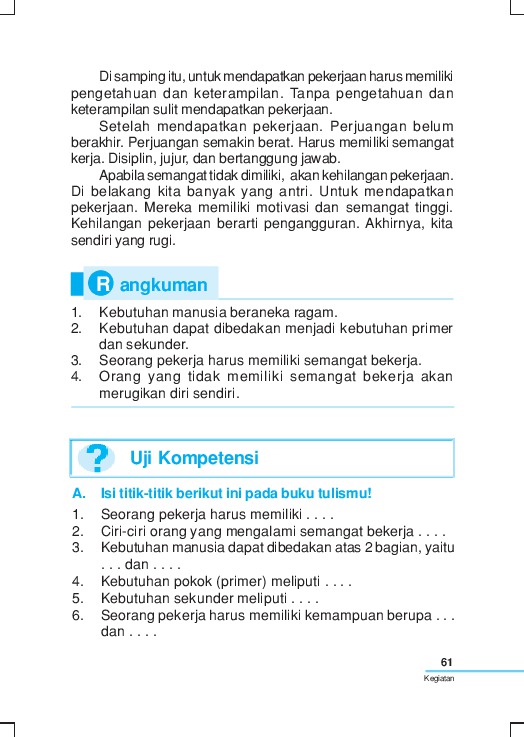 Di samping itu, untuk mendapatkan pekerjaan harus memiliki
pengetahuan dan keterampilan. Tanpa pengetahuan dan
keterampilan sulit mendapatkan pekerjaan.
Setelah mendapatkan pekerjaan. Perjuangan belum
berakhir. Perjuangan semakin berat. Harus memiliki semangat
kerja. Disiplin, jujur, dan bertanggung jawab.
Apabila semangat tidak dimiliki, akan kehilangan pekerjaan.
Di belakang kita banyak yang antri. Untuk mendapatkan
pekerjaan. Mereka memiliki motivasi dan semangat tinggi.
Kehilangan pekerjaan berarti pengangguran. Akhirnya, kita
sendiri yang rugi.
Rangkuman
1. Kebutuhan manusia beraneka ragam.
2. Kebutuhan dapat dibedakan menjadi kebutuhan primer
dan sekunder.
3. Seorang pekerja harus memiliki semangat bekerja.
4. Orang yang tidak memiliki semangat bekerja akan
merugikan diri sendiri.
? Uji Kompetensi
A. Isi titik-titik berikut ini pada buku tulismu!
1. Seorang pekerja harus memiliki . . . .
2. Ciri-ciri orang yang mengalami semangat bekerja . . . .
3. Kebutuhan manusia dapat dibedakan atas 2 bagian, yaitu
. . . dan . . . .
4. Kebutuhan pokok (primer) meliputi . . . .
5. Kebutuhan sekunder meliputi . . . .
6. Seorang pekerja harus memiliki kemampuan berupa . . .
dan . . . .
61
Kegiatan